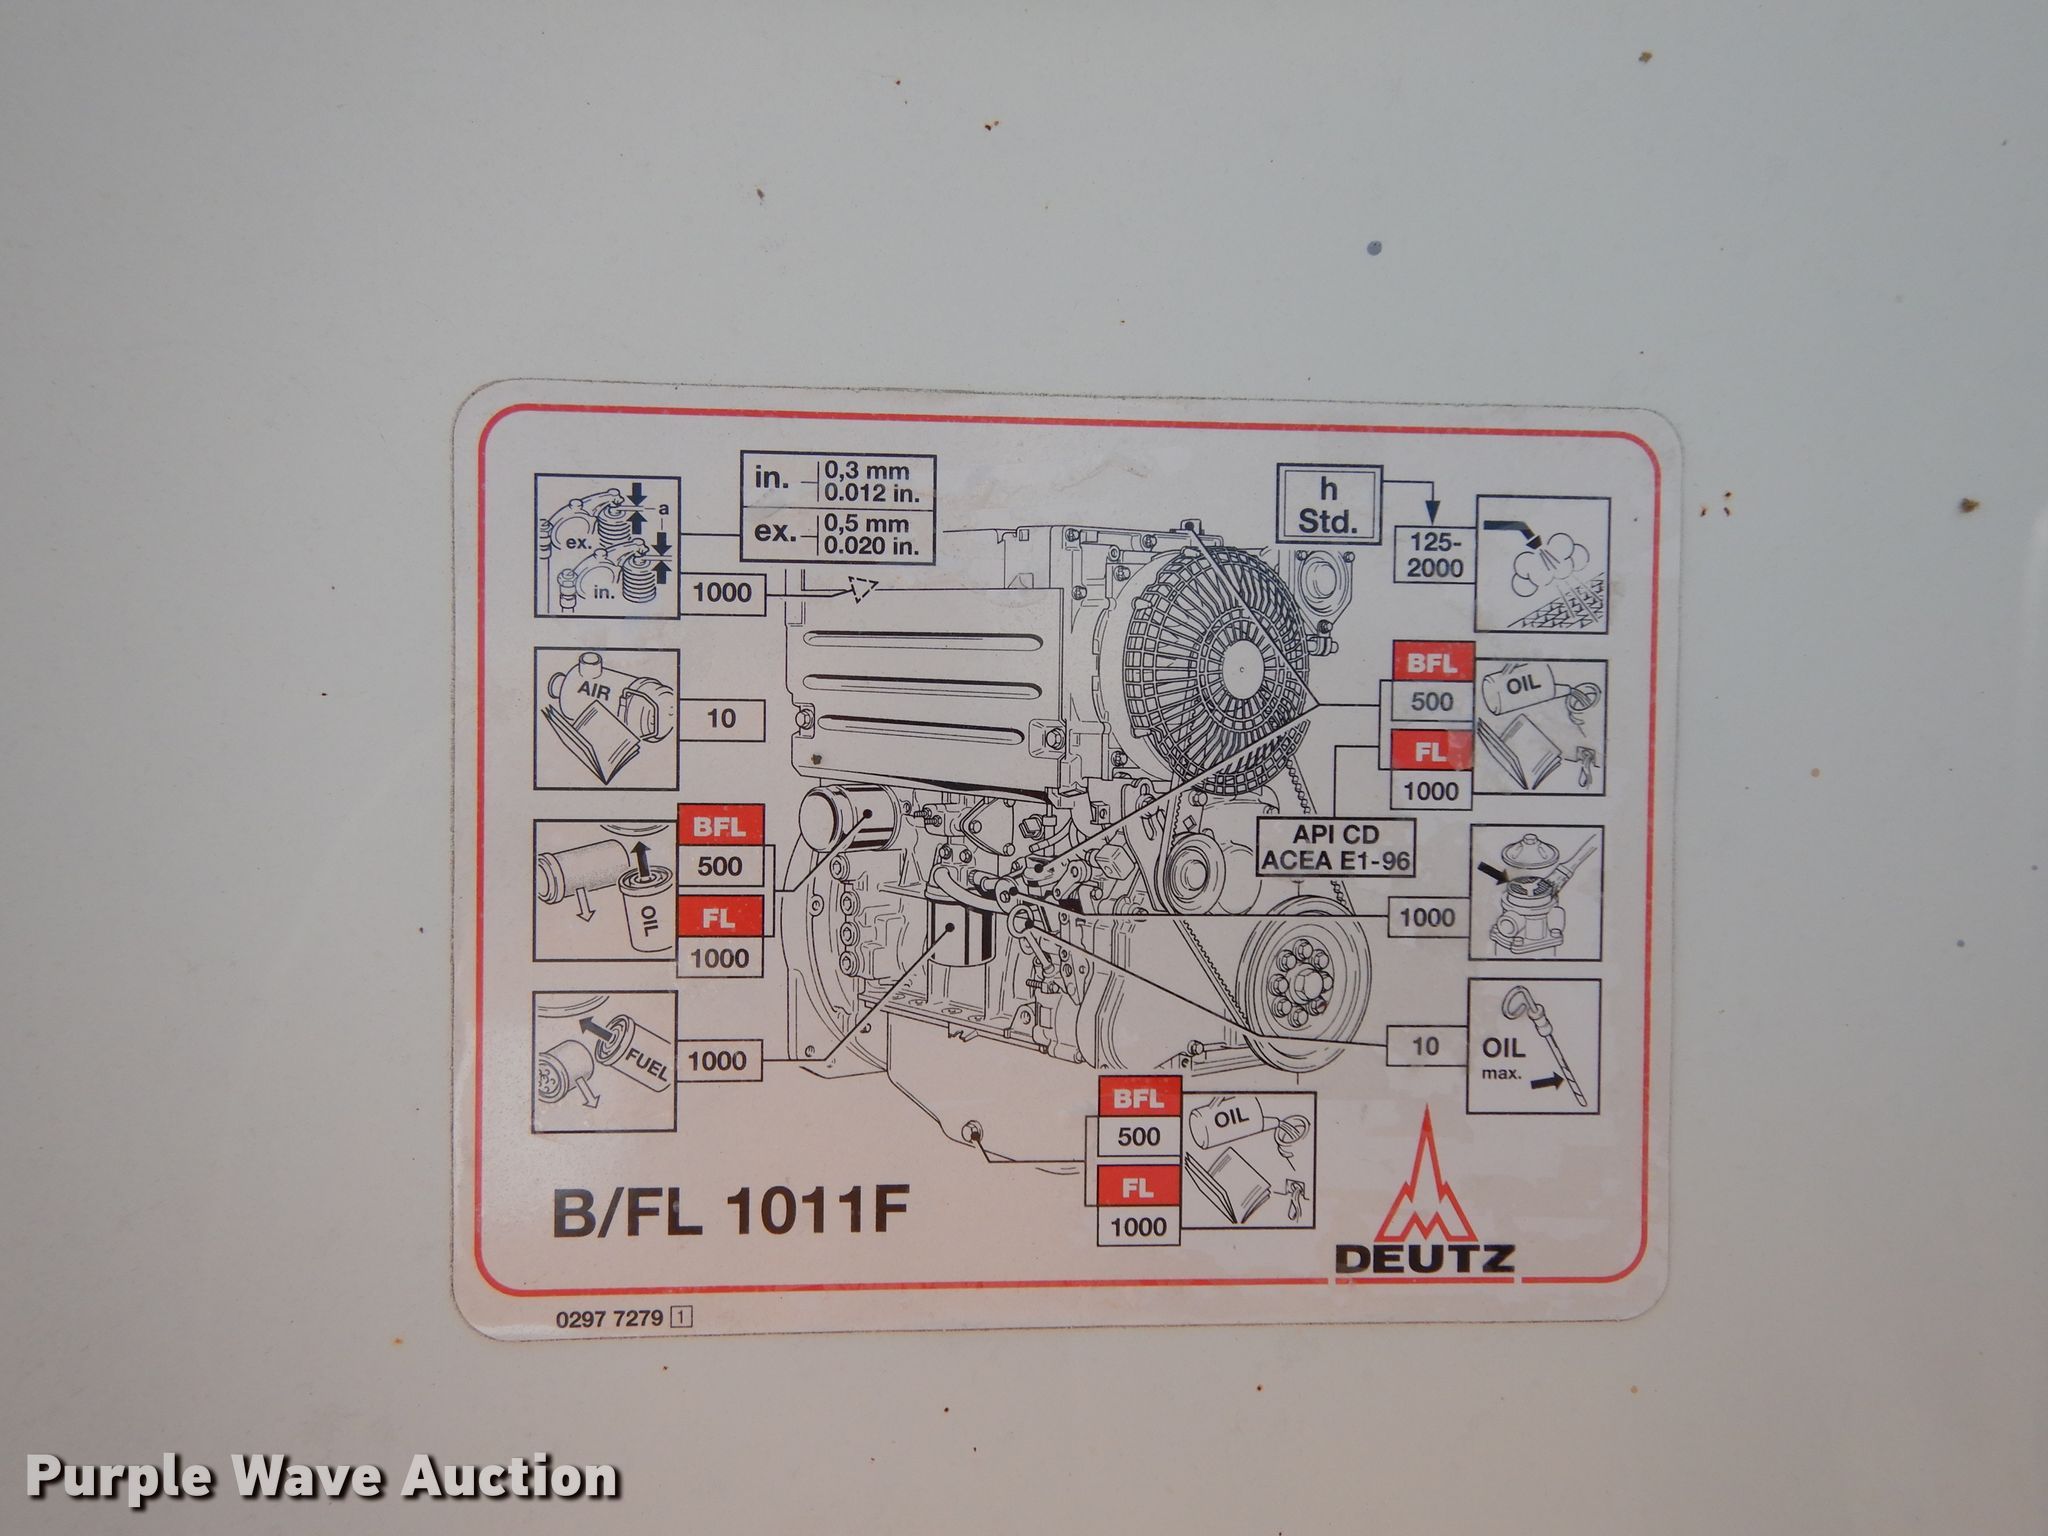 in. 0,3 mm
0.012 in.
ex. 0,5 mm
0.020 in.
a
ex.
in.
1000
h
Std.
125-
2000
AIR
10
BFL
500
FL
1000
OIL
BFL
500
FL
1000
OIL
API CD
ACEA E1-96
1000
FUEL
1000
10
OIL
max.
BFL
500
FL
1000
OIL
B/FL 1011F
DEUTZ
0297 7279 1
Purple Wave Auction